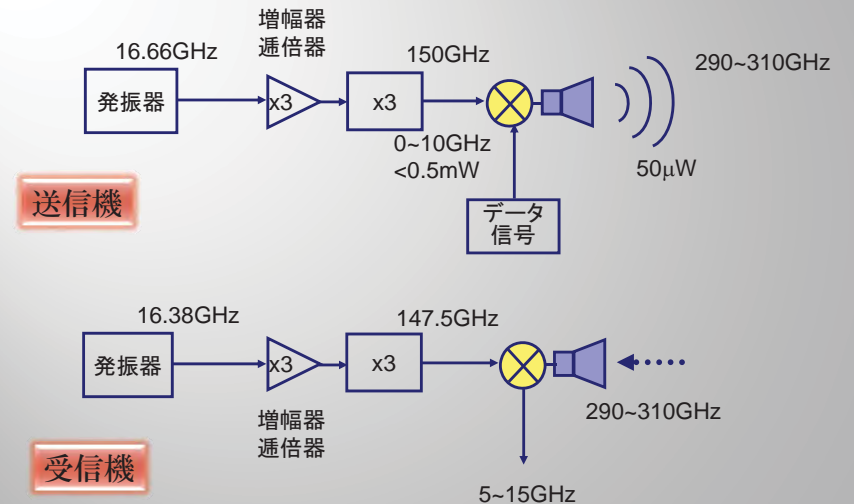 増幅器
逓倍器
16.66GHz
150GHz
290~310GHz
発振器
x3
x3
0~10GHz
<0.5mW
50μW
送信機
データ
信号
16.38GHz
147.5GHz
発振器
x3
x3
290~310GHz
増幅器
逓倍器
受信機
5~15GHz